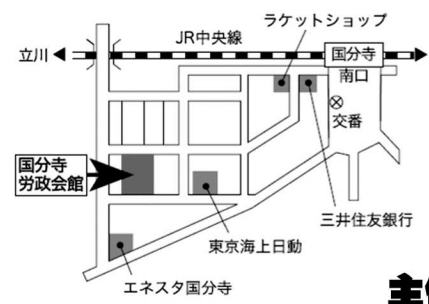 ラケットショップ
JR中央線
立川
国分寺
南口
交番
国分寺
労政会館
三井住友銀行
東京海上日動
エネスタ国分寺
主